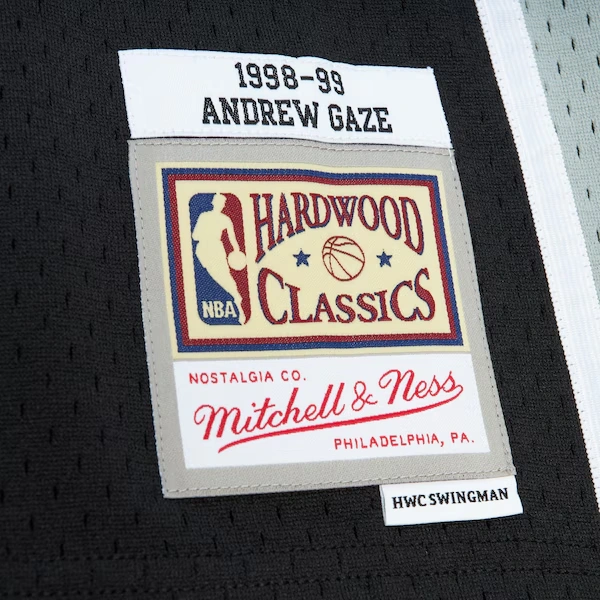 1998-99
ANDREW GAZE
HARDWOOD
NBA
CLASSICS
NOSTALGIA CO.
Mitchell & Ness
PHILADELPHIA, PA.
HWC SWINGMAN